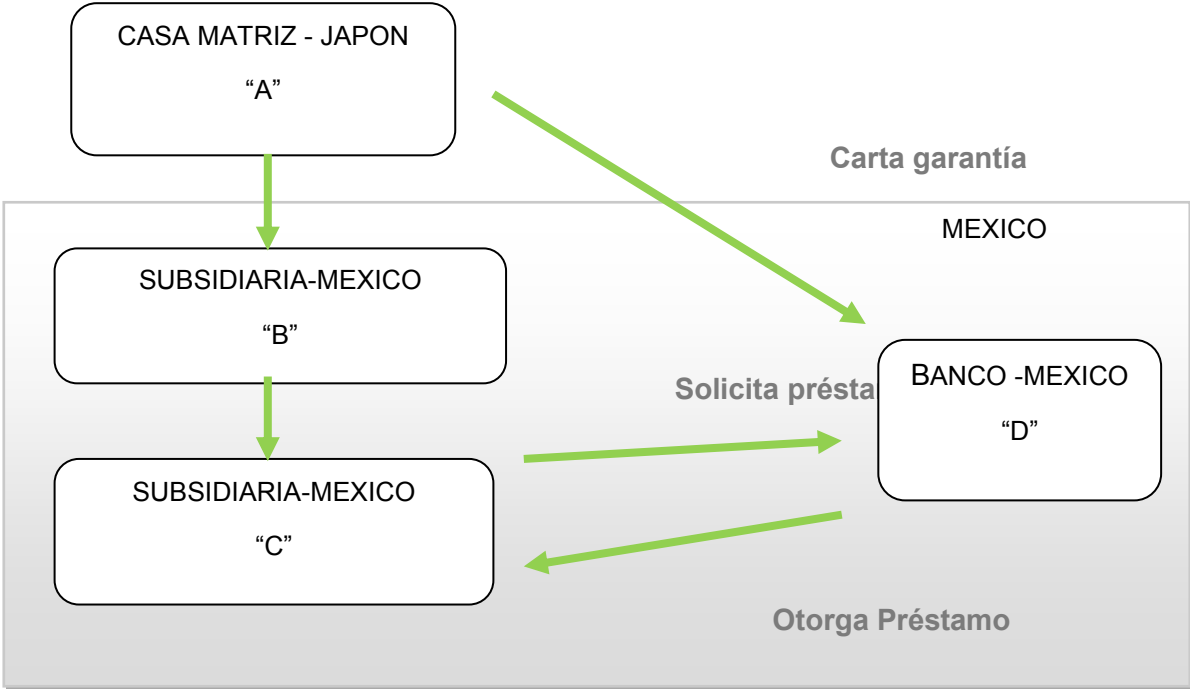 CASA MATRIZ - JAPON
“A”
Carta garantía
MEXICO
SUBSIDIARIA-MEXICO
“B”
Solicita présta
BANCO -MEXICO
“D”
SUBSIDIARIA-MEXICO
“C”
Otorga Préstamo